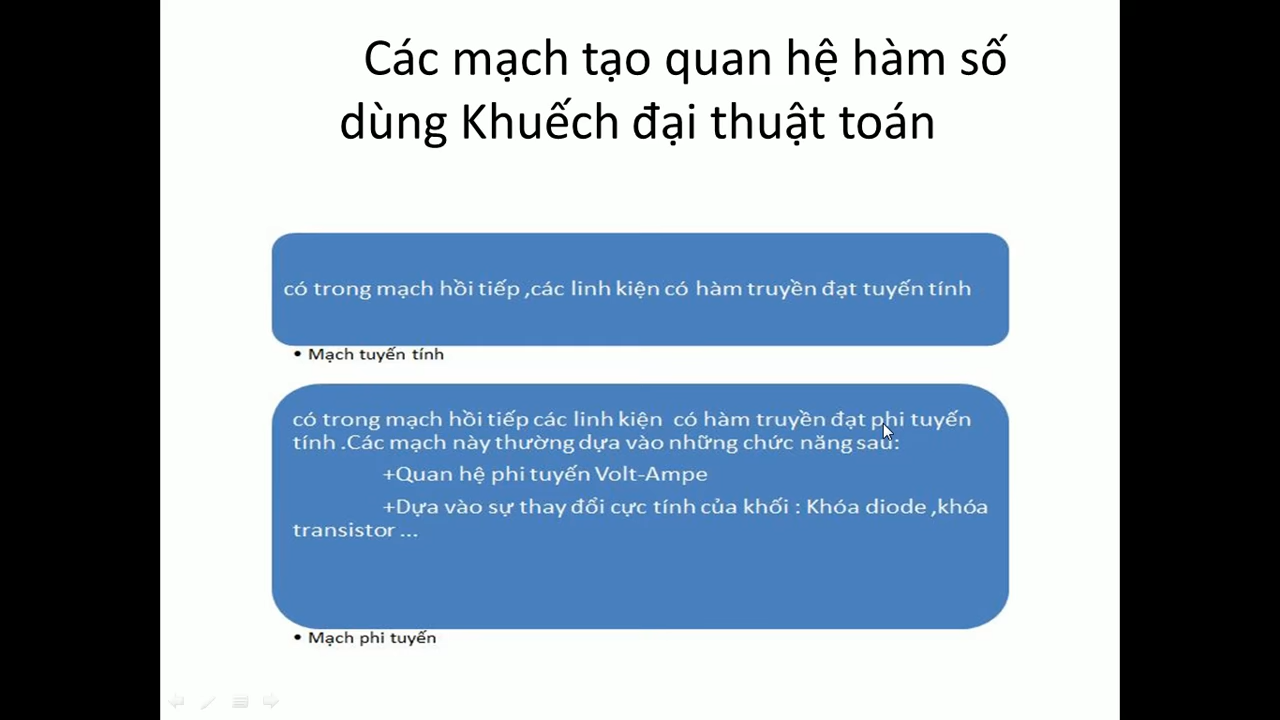 Các mạch tạo quan hệ hàm số
dùng Khuếch đại thuật toán
có trong mạch hồi tiếp ,các linh kiện có hàm truyền đạt tuyến tính
• Mạch tuyến tính
có trong mạch hồi tiếp các linh kiện có hàm truyền đạt phi tuyến
tính .Các mạch này thường dựa vào những chức năng sau:
+Quan hệ phi tuyến Volt-Ampe
+Dựa vào sự thay đổi cực tính của khối : Khóa diode ,khóa
transistor ...
• Mạch phi tuyến